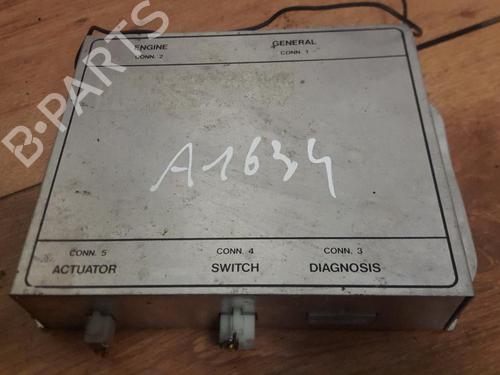 ENGINE GENERAL
CONN. 2 CONN. 1
B-PARTS
A1634
CONN. 5 CONN. 4 CONN. 3
ACTUATOR SWITCH DIAGNOSIS